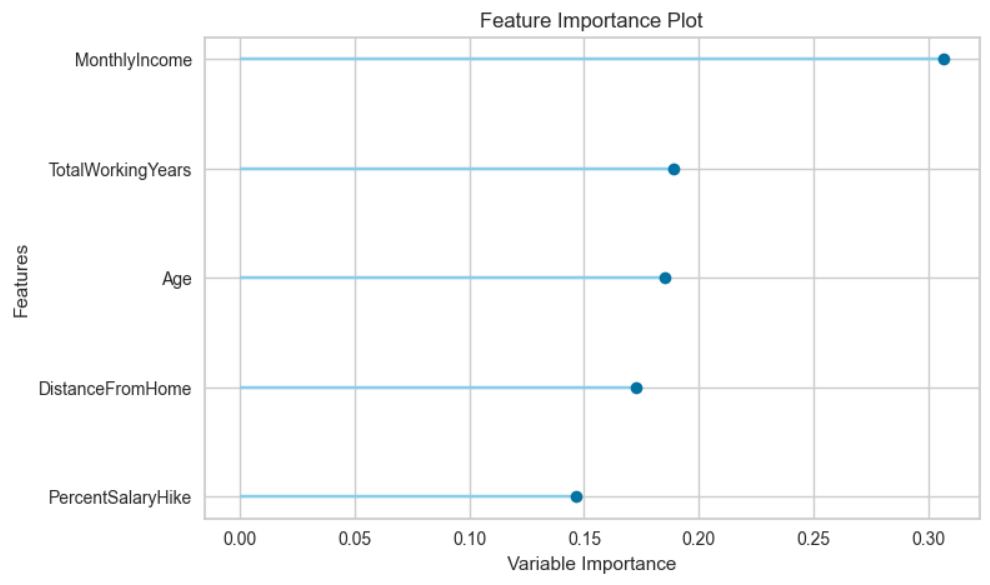 Feature Importance Plot
MonthlyIncome
TotalWorkingYears
Age
DistanceFromHome
PercentSalaryHike
Features
0.00 0.05 0.10 0.15 0.20 0.25 0.30
Variable Importance